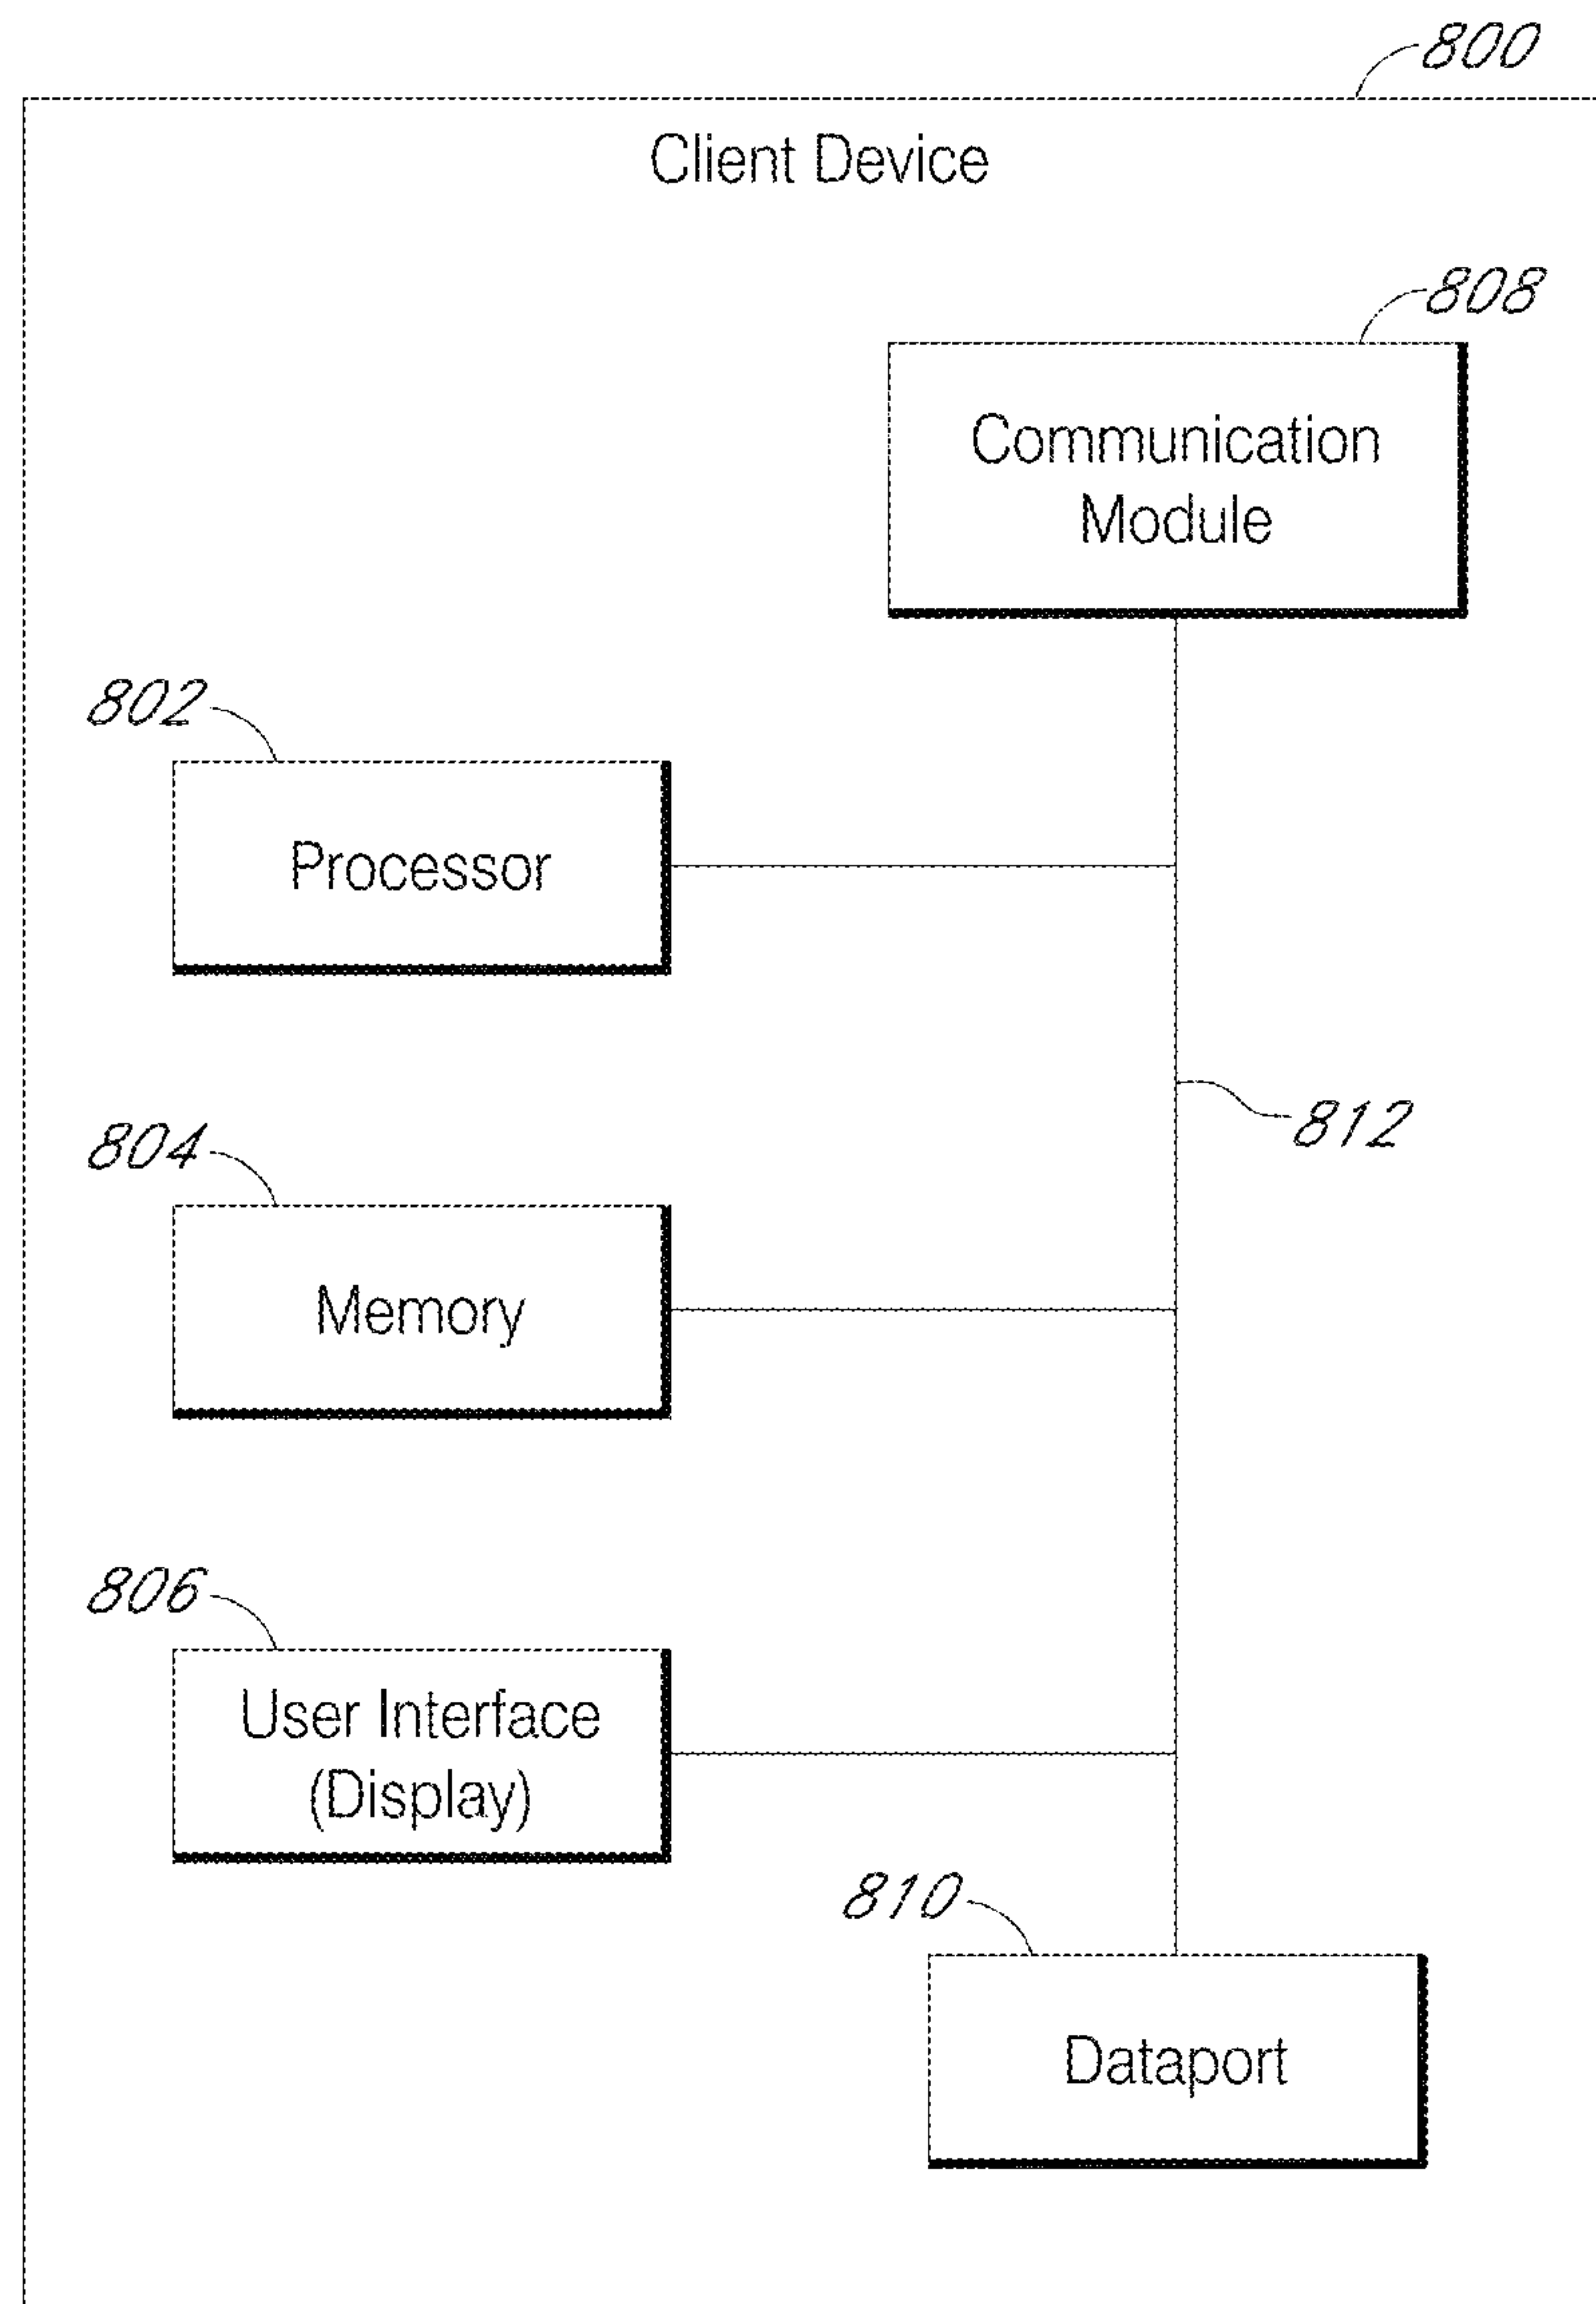 800
Client Device
808
Communication
Module
802
Processor
812
804
Memory
806
User Interface
(Display)
810
Dataport